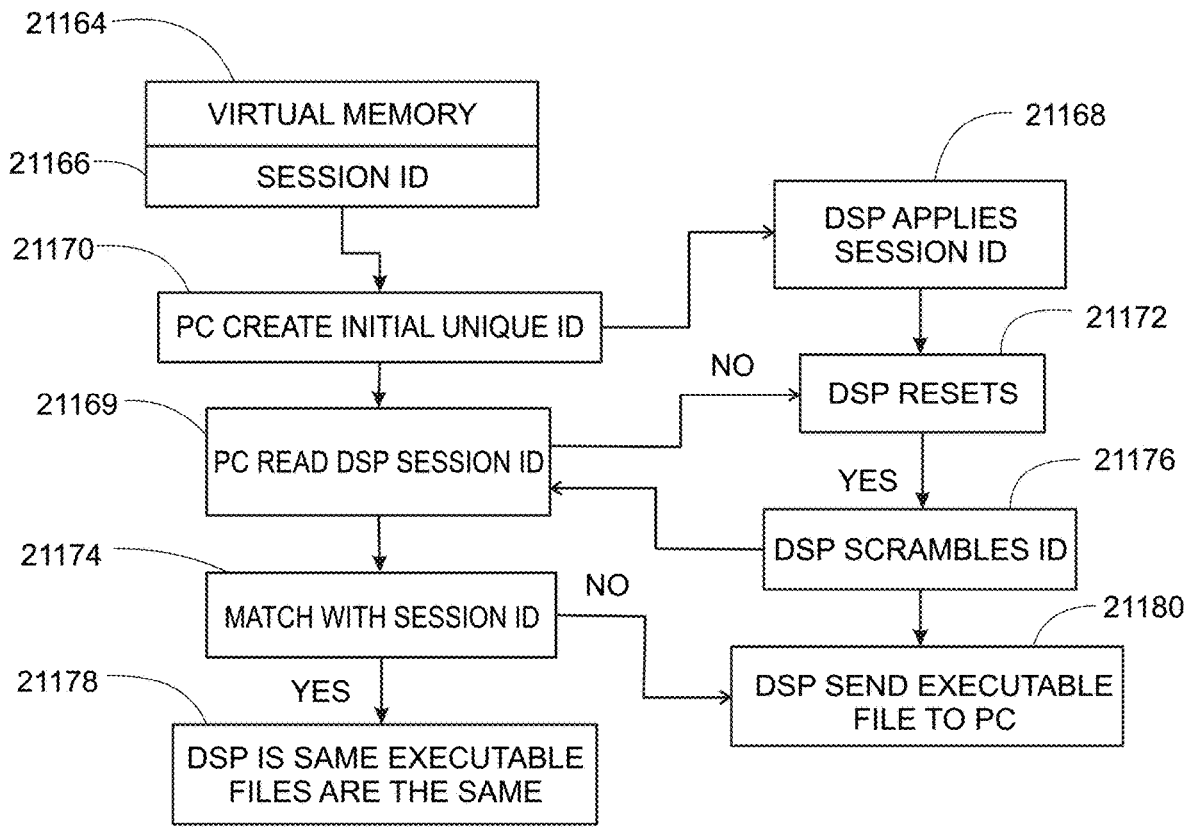 21164
VIRTUAL MEMORY
21166
SESSION ID
21168
DSP APPLIES
SESSION ID
21170
PC CREATE INITIAL UNIQUE ID
21172
NO
DSP RESETS
21169
PC READ DSP SESSION ID
YES
21176
DSP SCRAMBLES ID
21174
MATCH WITH SESSION ID
NO
21180
DSP SEND EXECUTABLE
FILE TO PC
21178
YES
DSP IS SAME EXECUTABLE
FILES ARE THE SAME